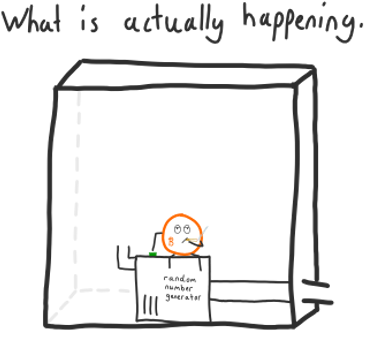 What is actually happening.
random
number
generator